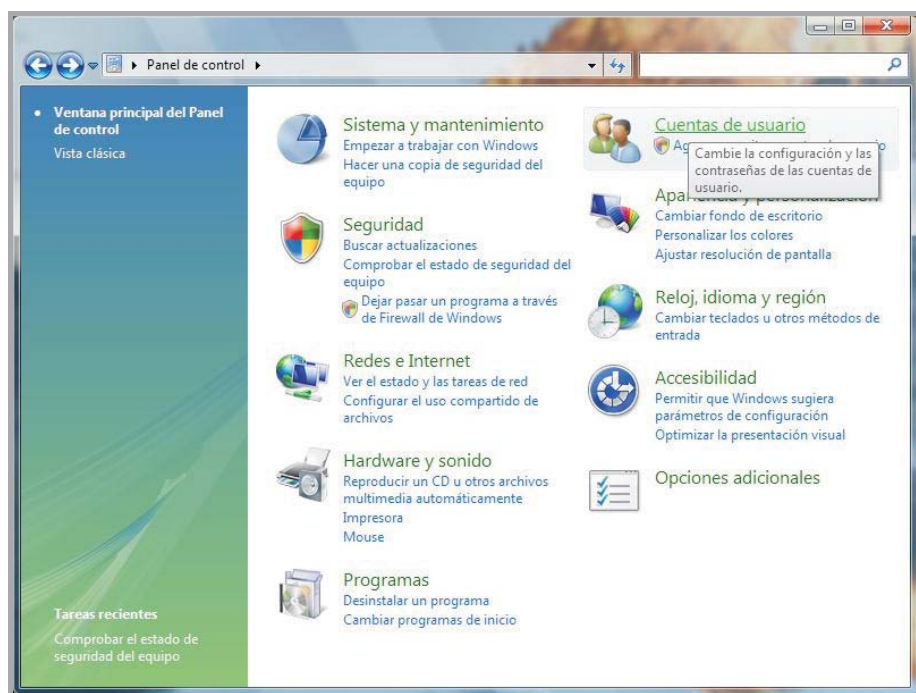 Panel de control
Ventana principal del Panel
de control
Vista clásica
Tareas recientes
Comprobar el estado de
seguridad del equipo
Sistema y mantenimiento
Empezar a trabajar con Windows
Hacer una copia de seguridad del
equipo
Seguridad
Buscar actualizaciones
Comprobar el estado de seguridad del
equipo
Dejar pasar un programa a través
de Firewall de Windows
Redes e Internet
Ver el estado y las tareas de red
Configurar el uso compartido de
archivos
Hardware y sonido
Reproducir un CD u otros archivos
multimedia automáticamente
Impresora
Mouse
Programas
Desinstalar un programa
Cambiar programas de inicio
Cuentas de usuario
Cambie la configuración y las
contraseñas de las cuentas de
usuario.
Apariencia y personalización
Cambiar fondo de escritorio
Personalizar los colores
Ajustar resolución de pantalla
Reloj, idioma y región
Cambiar teclados u otros métodos de
entrada
Accesibilidad
Permitir que Windows sugiera
parámetros de configuración
Optimizar la presentación visual
Opciones adicionales